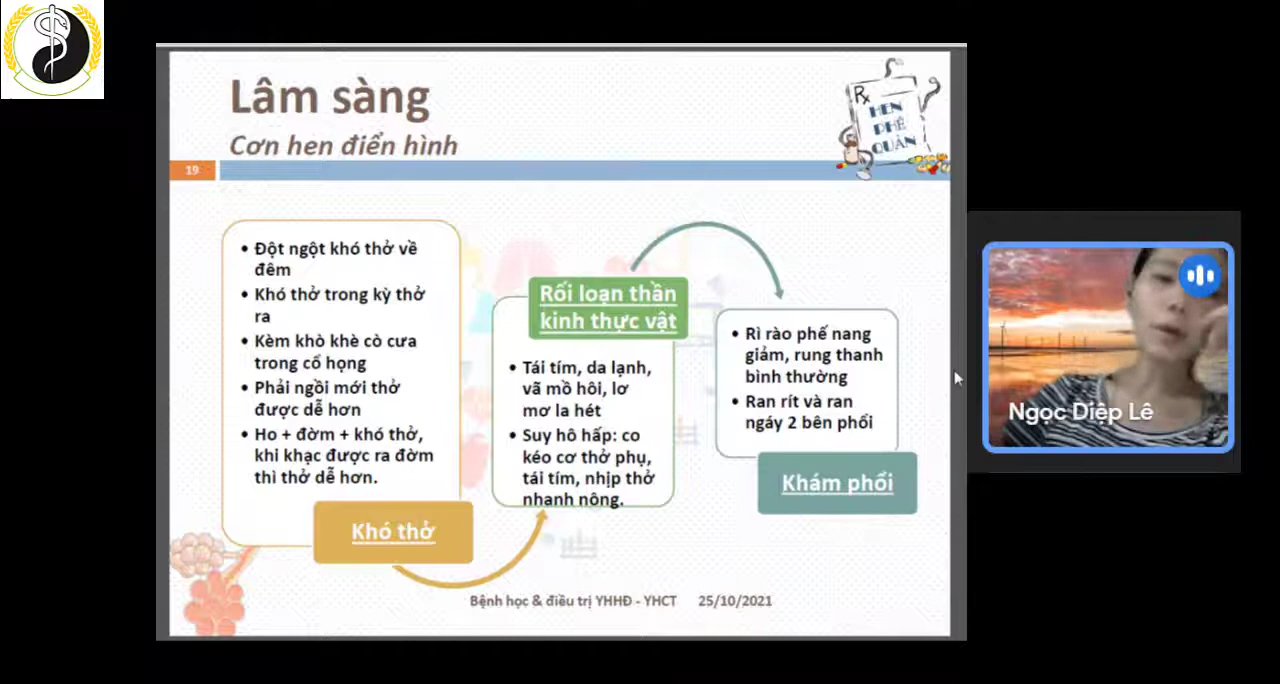 Lâm sàng
Cơn hen điển hình
Rx
HEN
PHẾ
QUẢN
19
• Đột ngột khó thở về
đêm
• Khó thở trong kỳ thở
ra
• Kèm khò khè cò cưa
trong cổ họng
• Phải ngồi mới thở
được dễ hơn
• Ho + đờm + khó thở,
khi khạc được ra đờm
thì thở dễ hơn.
Khó thở
Rối loạn thần
kinh thực vật
• Tái tím, da lạnh,
vã mồ hôi, lơ
mơ la hét
• Suy hô hấp: co
kéo cơ thở phụ,
tái tím, nhịp thở
nhanh nông.
• Rì rào phế nang
giảm, rung thanh
bình thường
• Ran rít và ran
ngáy 2 bên phổi
Khám phổi
Bệnh học & điều trị YHHĐ - YHCT 25/10/2021
Ngọc Diệp Lê